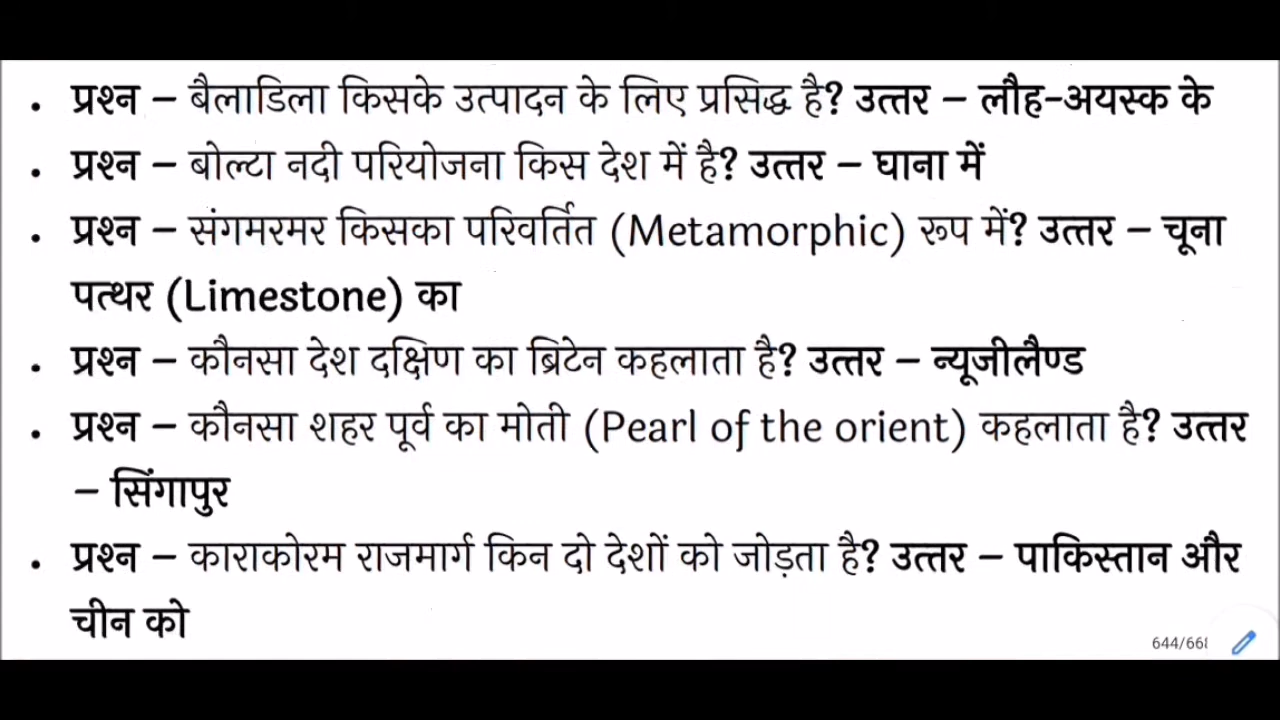 • प्रश्न – बैलाडिला किसके उत्पादन के लिए प्रसिद्ध है? उत्तर – लौह-अयस्क के
• प्रश्न – बोल्टा नदी परियोजना किस देश में है? उत्तर – घाना में
• प्रश्न – संगमरमर किसका परिवर्तित (Metamorphic) रूप में? उत्तर – चूना
पत्थर (Limestone) का
• प्रश्न – कौनसा देश दक्षिण का ब्रिटेन कहलाता है? उत्तर – न्यूजीलैण्ड
• प्रश्न – कौनसा शहर पूर्व का मोती (Pearl of the orient) कहलाता है? उत्तर
– सिंगापुर
• प्रश्न – काराकोरम राजमार्ग किन दो देशों को जोड़ता है? उत्तर – पाकिस्तान और
चीन को
644/668